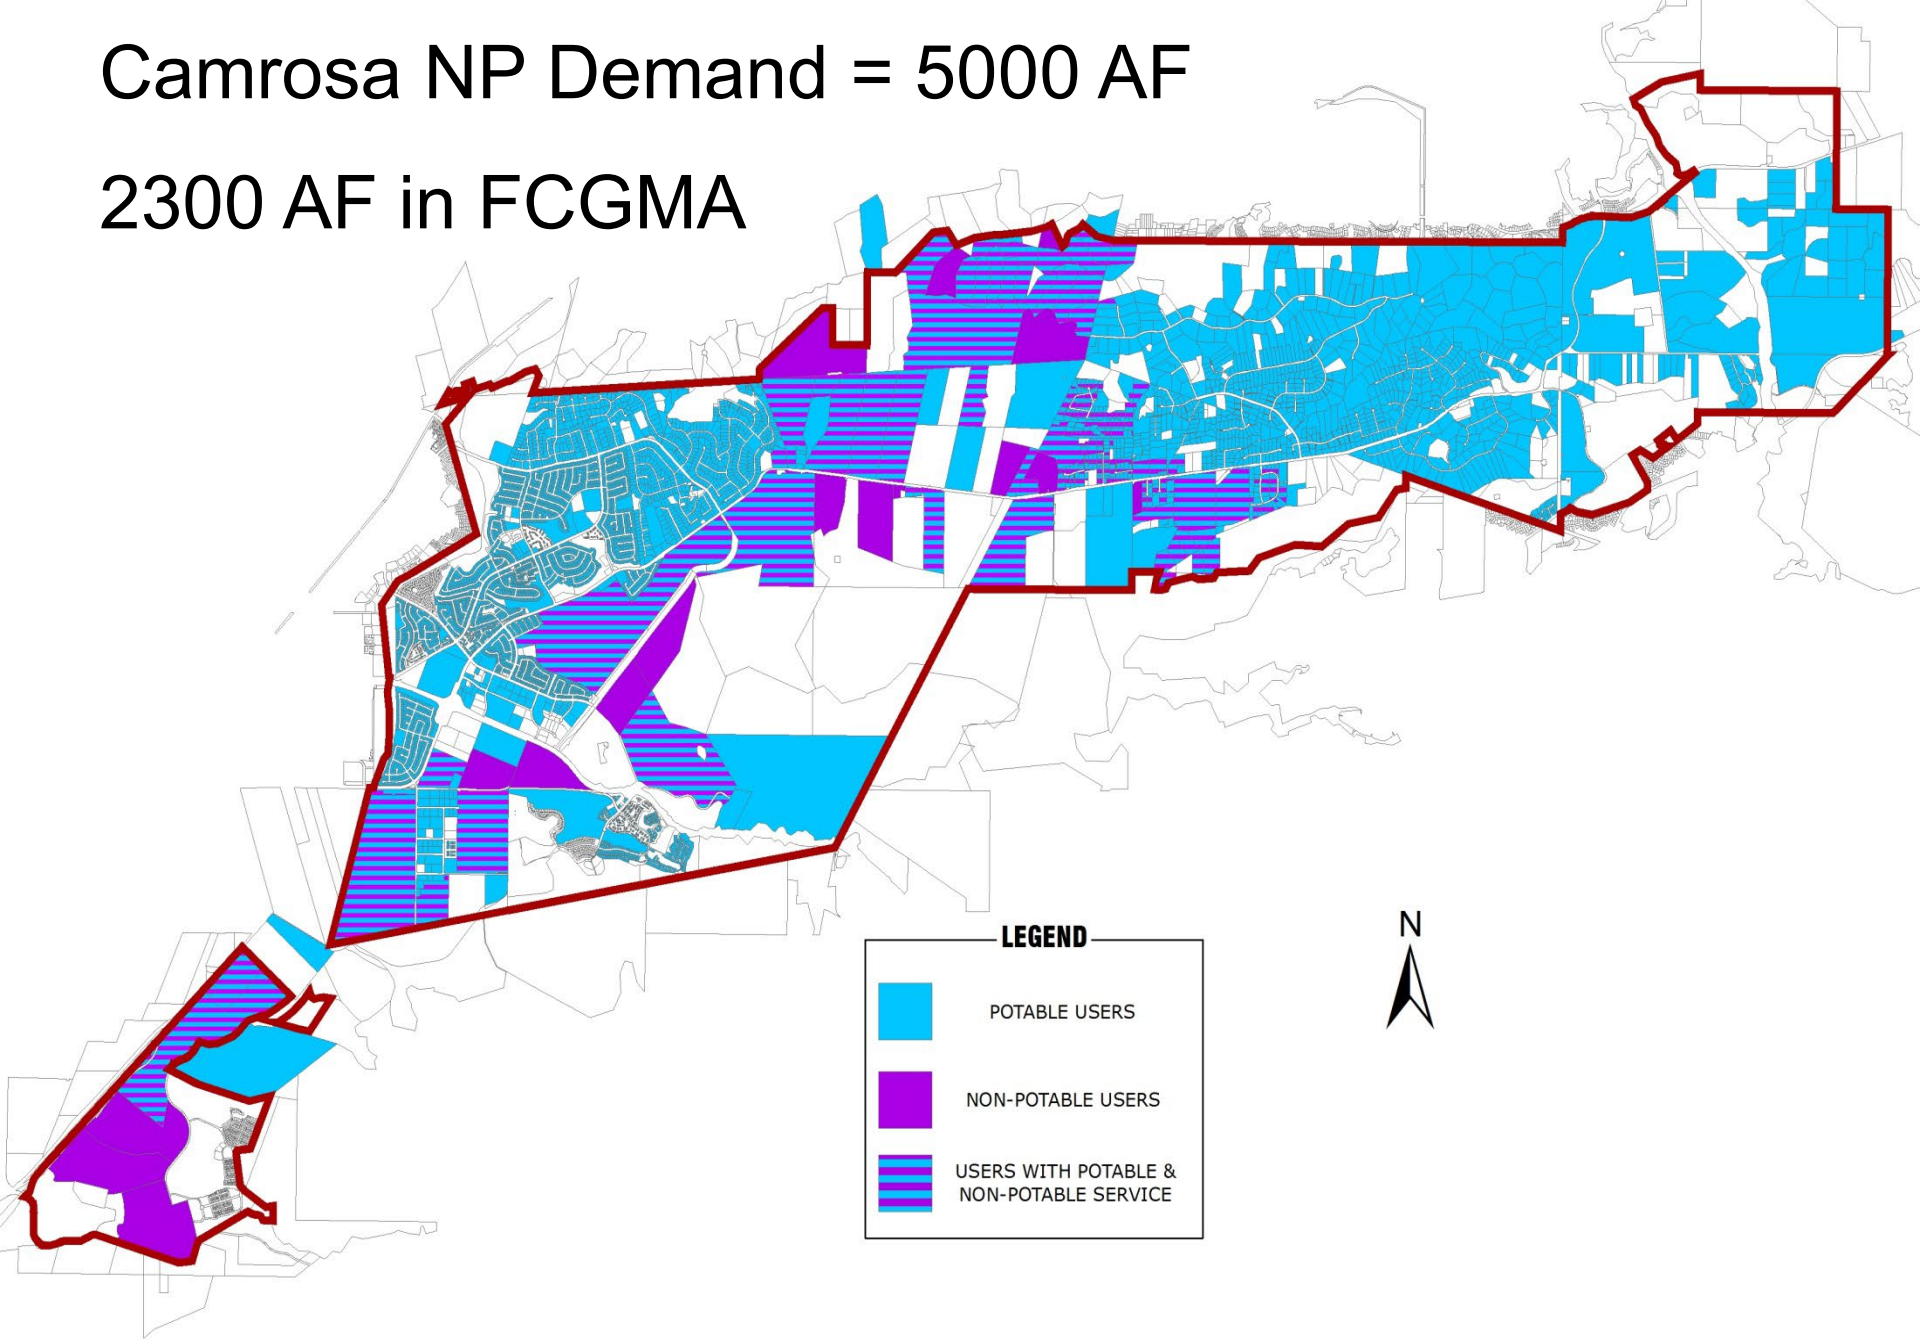 Camrosa NP Demand = 5000 AF
2300 AF in FCGMA
N
LEGEND
POTABLE USERS
NON-POTABLE USERS
USERS WITH POTABLE &
NON-POTABLE SERVICE